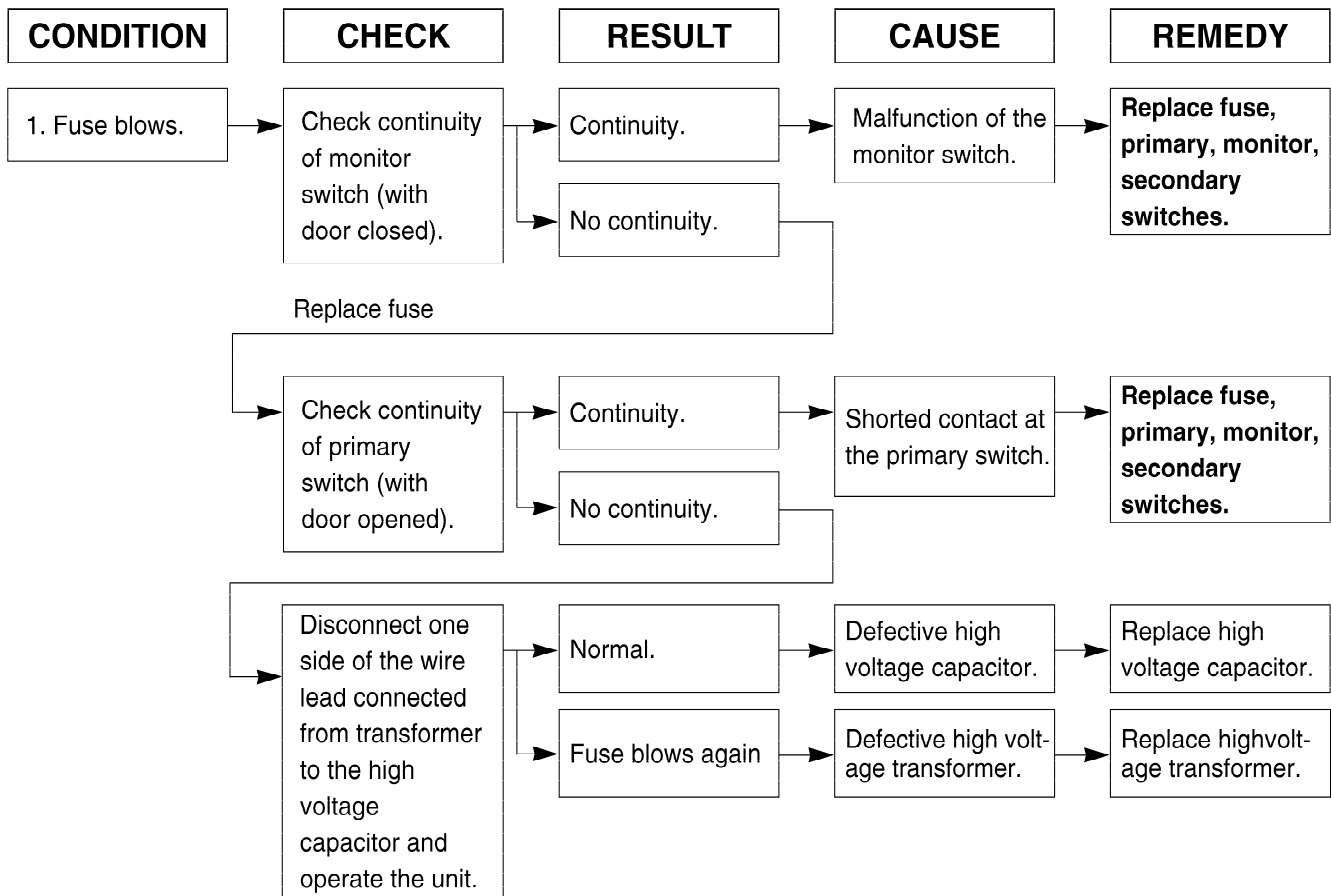 CONDITION
CHECK
RESULT
CAUSE
REMEDY
1. Fuse blows.
Check continuity
of monitor
switch (with
door closed).
Continuity.
Malfunction of the
monitor switch.
Replace fuse,
primary, monitor,
secondary
switches.
No continuity.
Replace fuse
Check continuity
of primary
switch (with
door opened).
Continuity.
Shorted contact at
the primary switch.
Replace fuse,
primary, monitor,
secondary
switches.
No continuity.
Disconnect one
side of the wire
lead connected
from transformer
to the high
voltage
capacitor and
operate the unit.
Normal.
Defective high
voltage capacitor.
Replace high
voltage capacitor.
Fuse blows again
Defective high volt-
age transformer.
Replace highvolt-
age transformer.